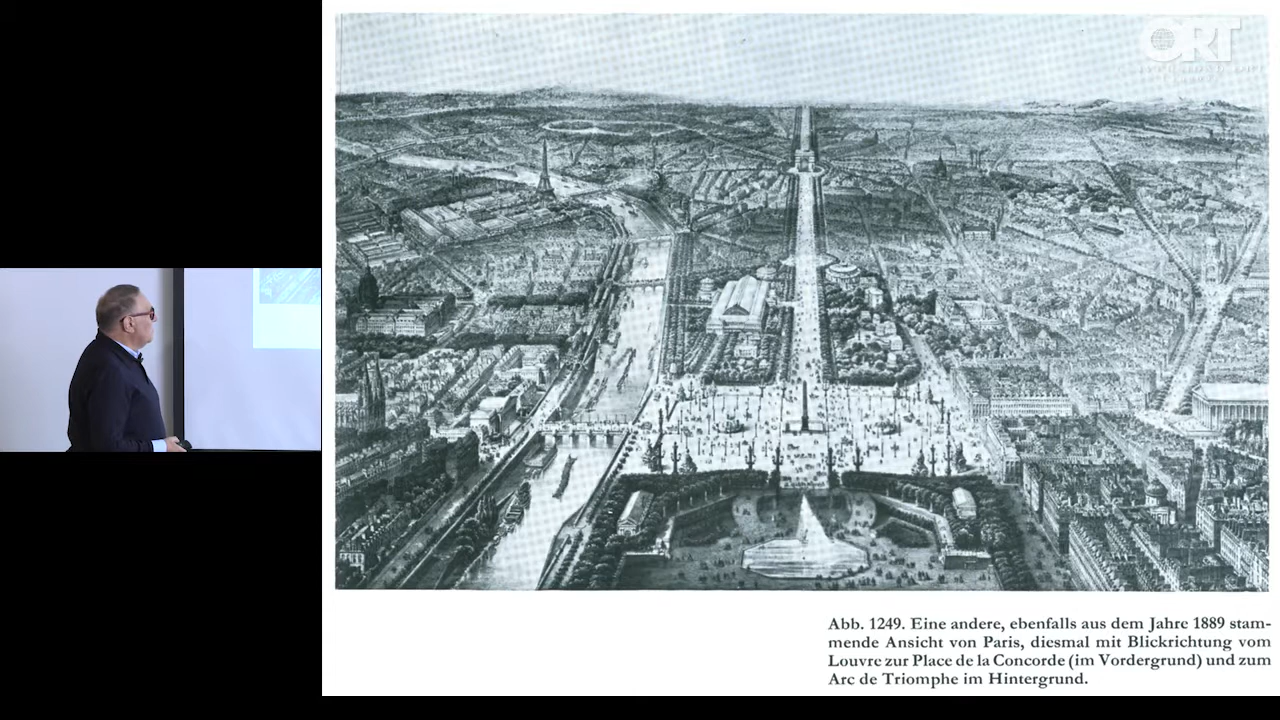 ORT
Abb. 1249. Eine andere, ebenfalls aus dem Jahre 1889 stam-
mende Ansicht von Paris, diesmal mit Blickrichtung vom
Louvre zur Place de la Concorde (im Vordergrund) und zum
Arc de Triomphe im Hintergrund.